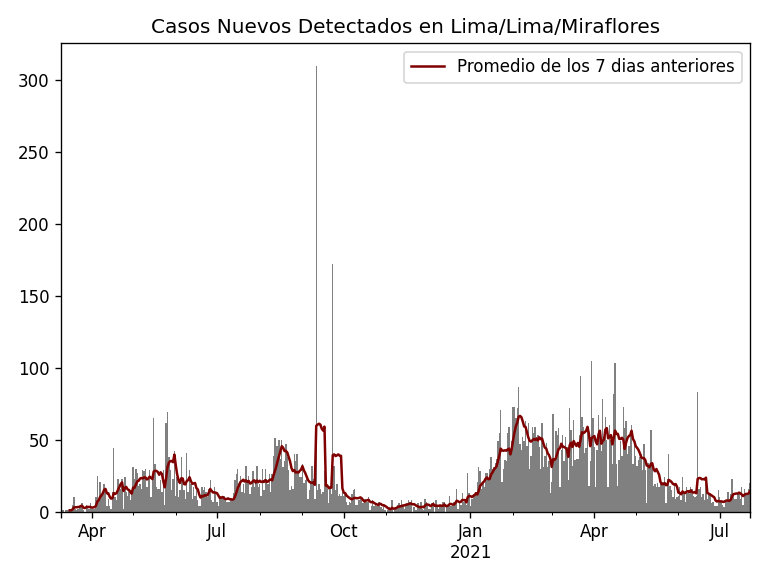 Casos Nuevos Detectados en Lima/Lima/Miraflores
Promedio de los 7 dias anteriores
300
250
200
150
100
50
0
Apr Jul Oct Jan Apr Jul
2021